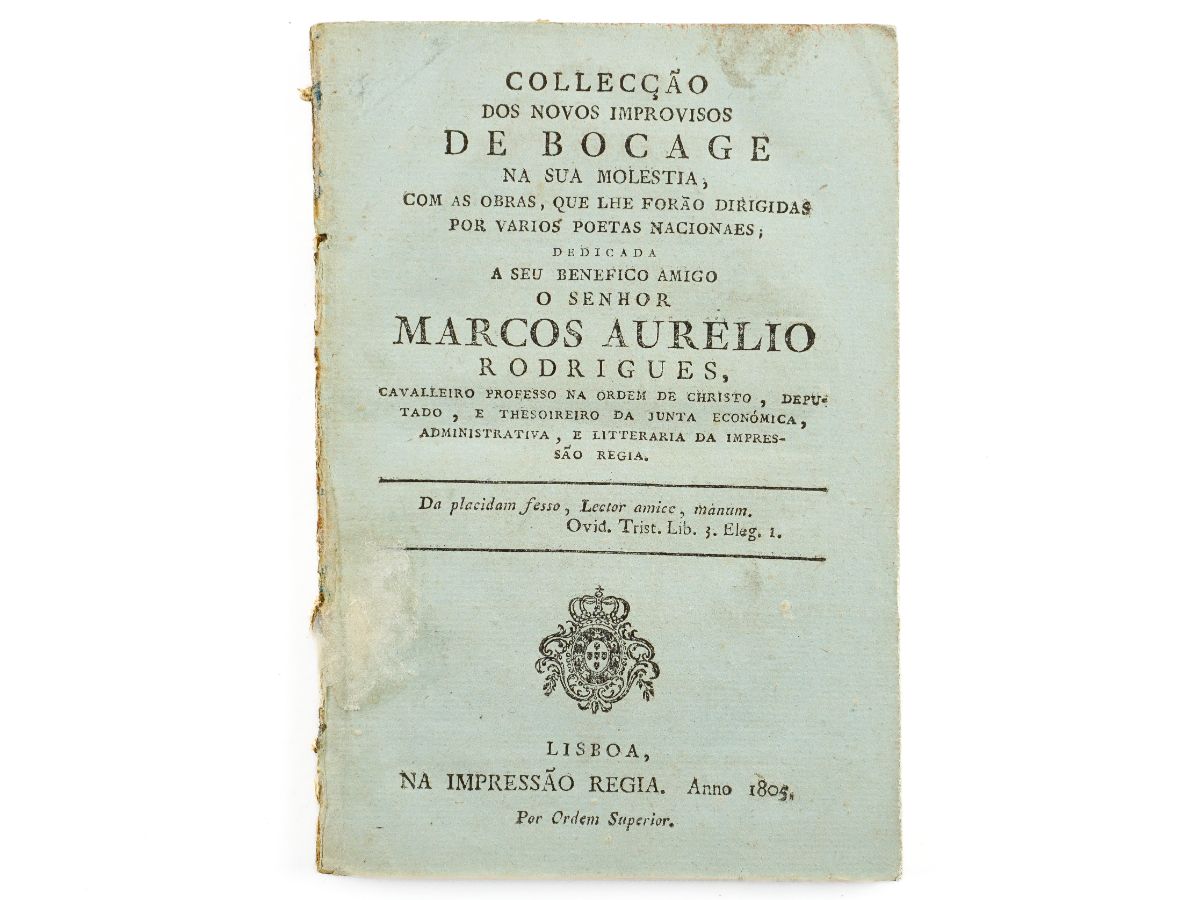 COLLECÇÃO
DOS NOVOS IMPROVISOS
DE BOCAGE
NA SUA MOLESTIA,
COM AS OBRAS, QUE LHE FORÃO DIRIGIDAS
POR VARIOS POETAS NACIONAES;
DEDICADA
A SEU BENEFICO AMIGO
O SENHOR
MARCOS AURELIO
RODRIGUES,
CAVALLEIRO PROFESSO NA ORDEM DE CHRISTO, DEPU-
TADO, E THESOIREIRO DA JUNTA ECONÓMICA,
ADMINISTRATIVA, E LITTERARIA DA IMPRES-
SÃO REGIA.
Da placidam fesso, Lector amice, manum.
Ovid. Trist. Lib. 3. Eleg. 1.
LISBOA,
NA IMPRESSÃO REGIA. Anno 1805.
Por Ordem Superior.